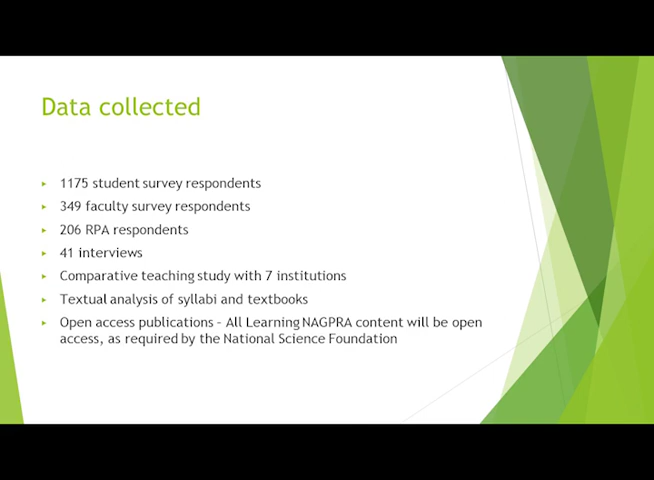 Data collected
1175 student survey respondents
349 faculty survey respondents
206 RPA respondents
41 interviews
Comparative teaching study with 7 institutions
Textual analysis of syllabi and textbooks
Open access publications – All Learning NAGPRA content will be open
access, as required by the National Science Foundation